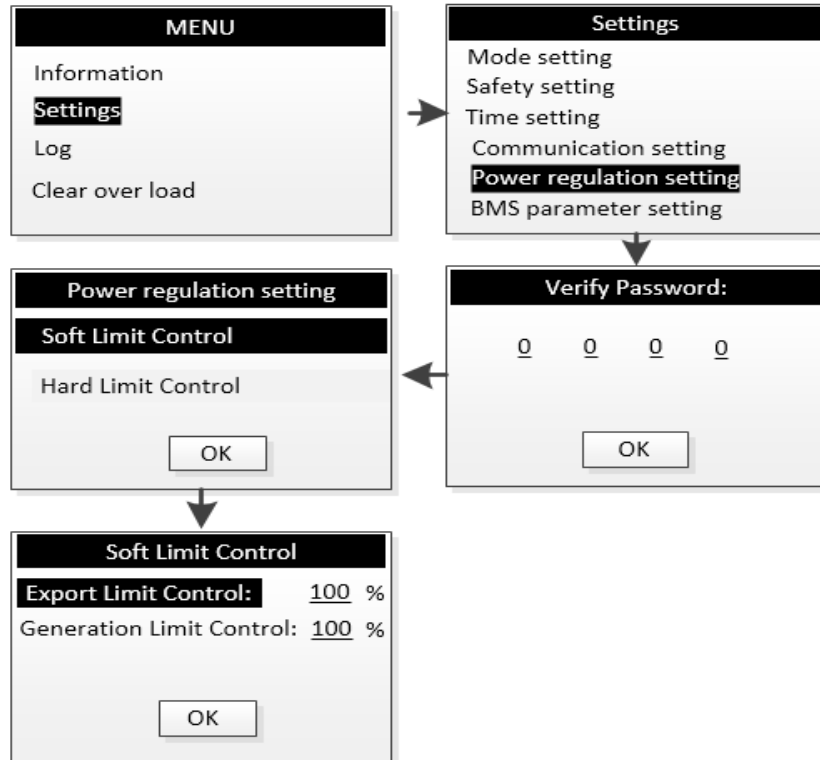 MENU
Information
Settings
Log
Clear over load
Settings
Mode setting
Safety setting
Time setting
Communication setting
Power regulation setting
BMS parameter setting
Verify Password:
0 0 0 0
OK
Power regulation setting
Soft Limit Control
Hard Limit Control
OK
Soft Limit Control
Export Limit Control: 100 %
Generation Limit Control: 100 %
OK